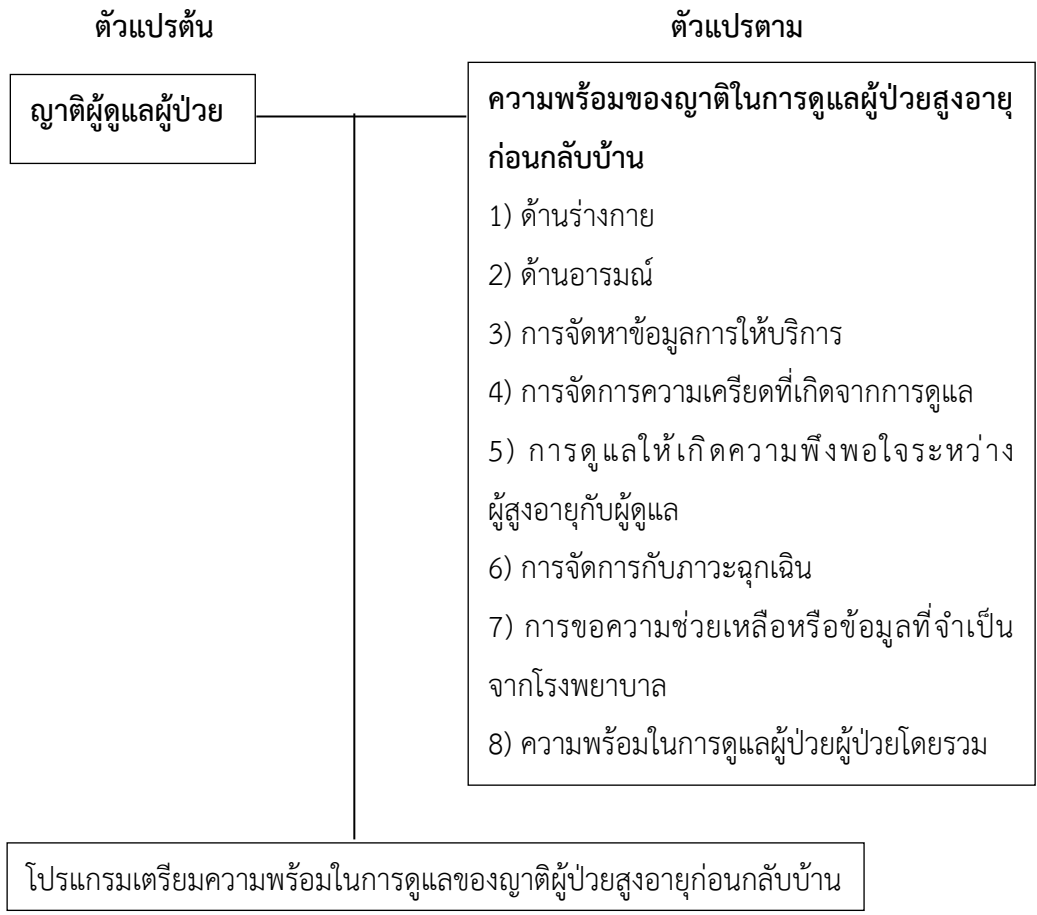 ตัวแปรต้น
ตัวแปรตาม
ญาติผู้ดูแลผู้ป่วย
ความพร้อมของญาติในการดูแลผู้ป่วยสูงอายุ
ก่อนกลับบ้าน
1) ด้านร่างกาย
2) ด้านอารมณ์
3) การจัดหาข้อมูลการให้บริการ
4) การจัดการความเครียดที่เกิดจากการดูแล
5) การดูแลให้เกิดความพึงพอใจระหว่าง
ผู้สูงอายุกับผู้ดูแล
6) การจัดการกับภาวะฉุกเฉิน
7) การขอความช่วยเหลือหรือข้อมูลที่จำเป็น
จากโรงพยาบาล
8) ความพร้อมในการดูแลผู้ป่วยผู้ป่วยโดยรวม
โปรแกรมเตรียมความพร้อมในการดูแลของญาติผู้ป่วยสูงอายุก่อนกลับบ้าน